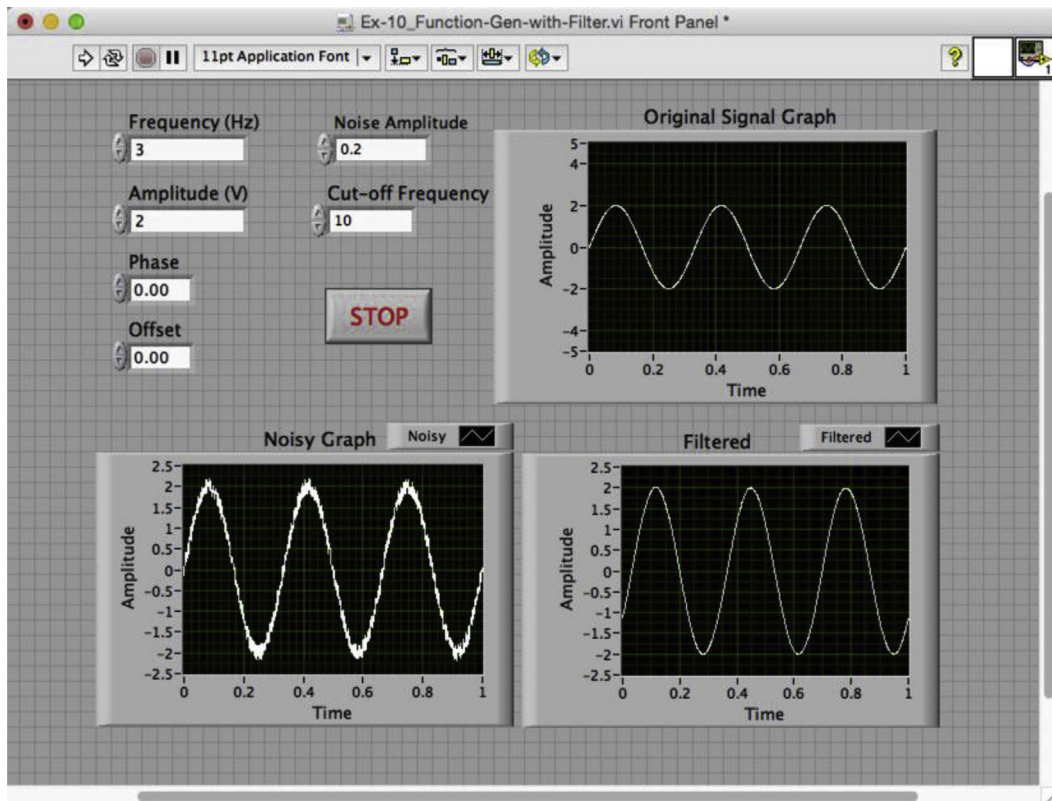 Ex-10_Function-Gen-with-Filter.vi Front Panel *
11pt Application Font
?
1
Frequency (Hz)
3
Noise Amplitude
0.2
Amplitude (V)
2
Cut-off Frequency
10
Phase
0.00
Offset
0.00
STOP
Original Signal Graph
Amplitude
5
4
2
0
-2
-4
-5
0 0.2 0.4 0.6 0.8 1
Time
Noisy Graph
Noisy
Amplitude
2.5
2
1.5
1
0.5
0
-0.5
-1
-1.5
-2
-2.5
0 0.2 0.4 0.6 0.8 1
Time
Filtered
Filtered
Amplitude
2.5
2
1.5
1
0.5
0
-0.5
-1
-1.5
-2
-2.5
0 0.2 0.4 0.6 0.8 1
Time